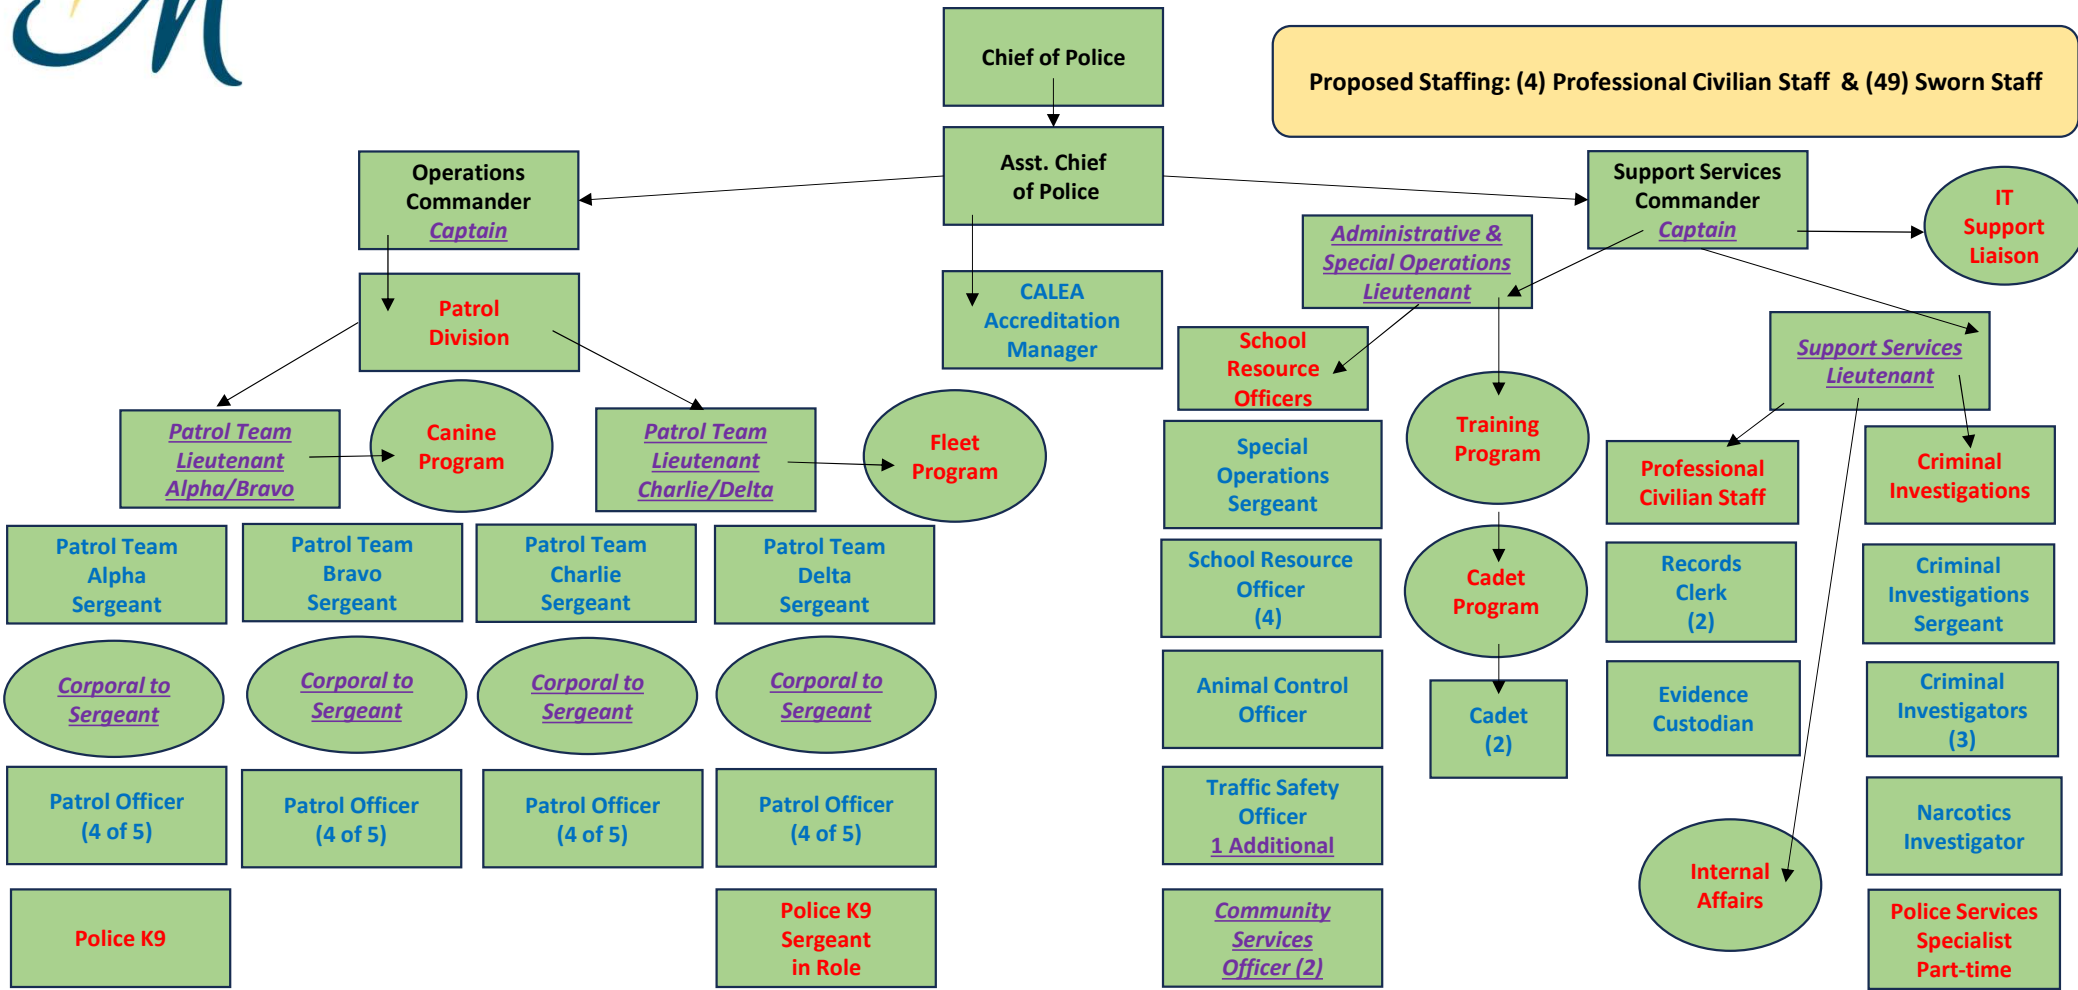 Chief of Police
Proposed Staffing: (4) Professional Civilian Staff & (49) Sworn Staff
Asst. Chief
of Police
Operations
Commander
Captain
Support Services
Commander
Captain
IT
Support
Liaison
Patrol
Division
CALEA
Accreditation
Manager
Administrative &
Special Operations
Lieutenant
Support Services
Lieutenant
Patrol Team
Lieutenant
Alpha/Bravo
Canine
Program
Patrol Team
Lieutenant
Charlie/Delta
Fleet
Program
School
Resource
Officers
Training
Program
Professional
Civilian Staff
Criminal
Investigations
Patrol Team
Alpha
Sergeant
Patrol Team
Bravo
Sergeant
Patrol Team
Charlie
Sergeant
Patrol Team
Delta
Sergeant
Special
Operations
Sergeant
School Resource
Officer
(4)
Cadet
Program
Records
Clerk
(2)
Criminal
Investigations
Sergeant
Corporal to
Sergeant
Corporal to
Sergeant
Corporal to
Sergeant
Corporal to
Sergeant
Animal Control
Officer
Cadet
(2)
Evidence
Custodian
Criminal
Investigators
(3)
Patrol Officer
(4 of 5)
Patrol Officer
(4 of 5)
Patrol Officer
(4 of 5)
Patrol Officer
(4 of 5)
Traffic Safety
Officer
1 Additional
Narcotics
Investigator
Internal
Affairs
Police K9
Police K9
Sergeant
in Role
Community
Services
Officer (2)
Police Services
Specialist
Part-time